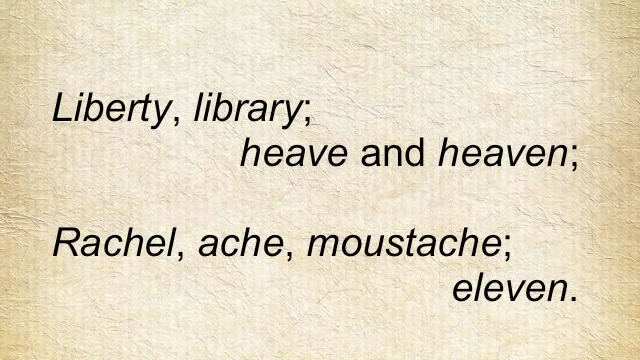 Liberty, library;
heave and heaven;
Rachel, ache, moustache;
eleven.